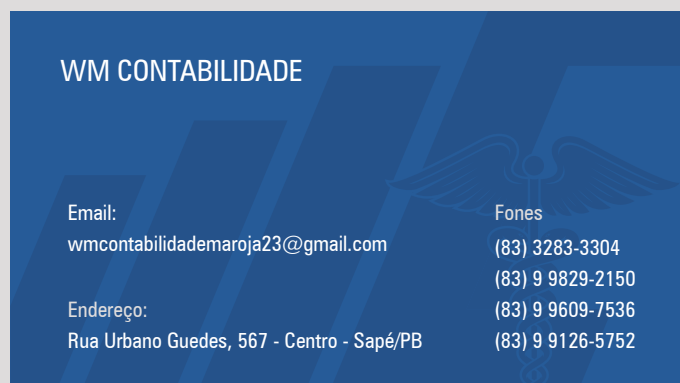 WM CONTABILIDADE
Email:
wmcontabilidademaroja23@gmail.com
Endereço:
Rua Urbano Guedes, 567 - Centro - Sapé/PB
Fones
(83) 3283-3304
(83) 9 9829-2150
(83) 9 9609-7536
(83) 9 9126-5752